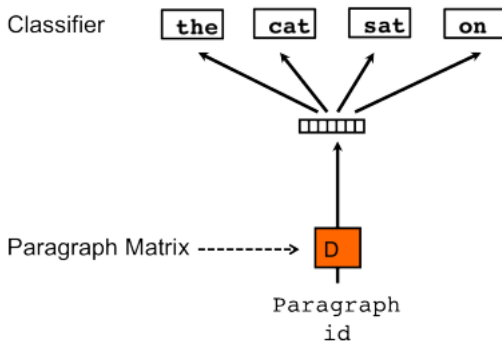 Classifier the cat sat on
Paragraph Matrix D
Paragraph
id